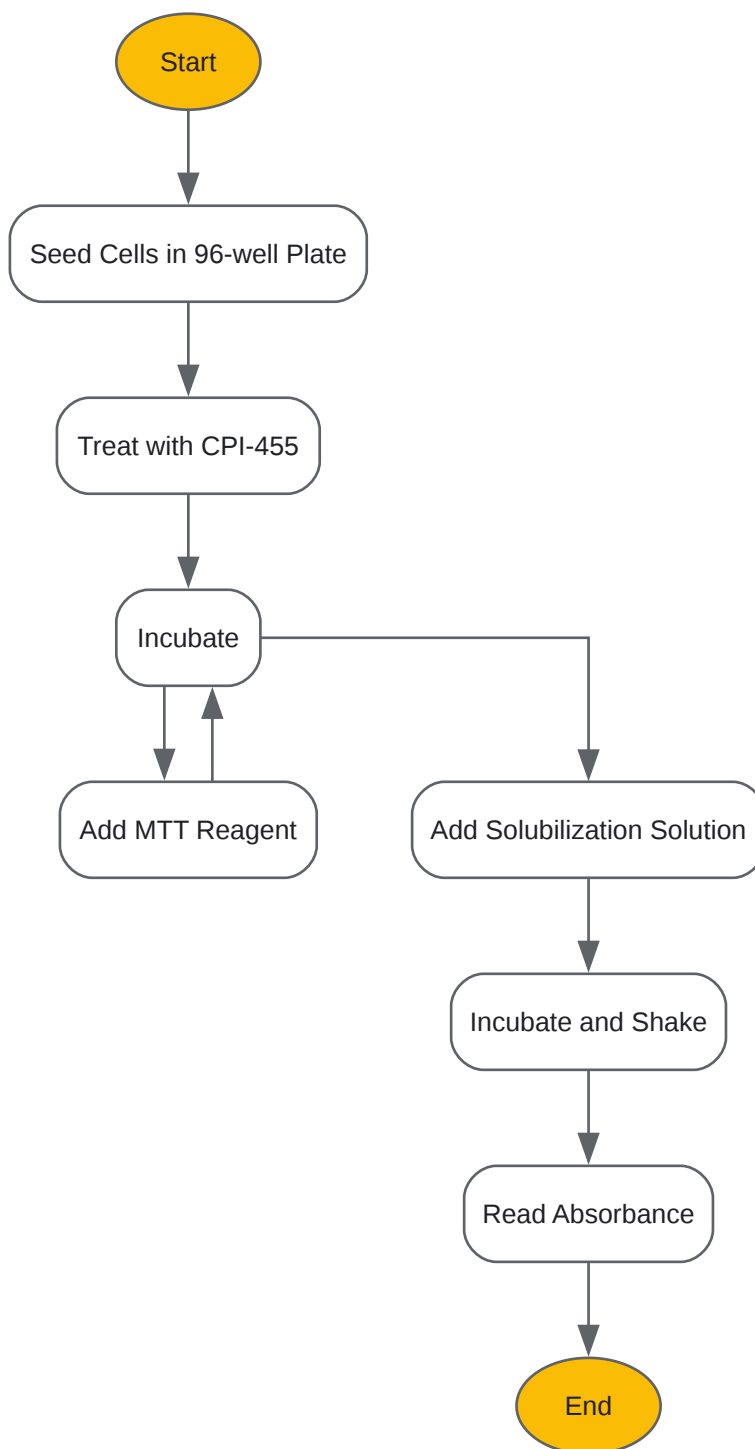 Start
Seed Cells in 96-well Plate
Treat with CPI-455
Incubate
Add MTT Reagent
Add Solubilization Solution
Incubate and Shake
Read Absorbance
End